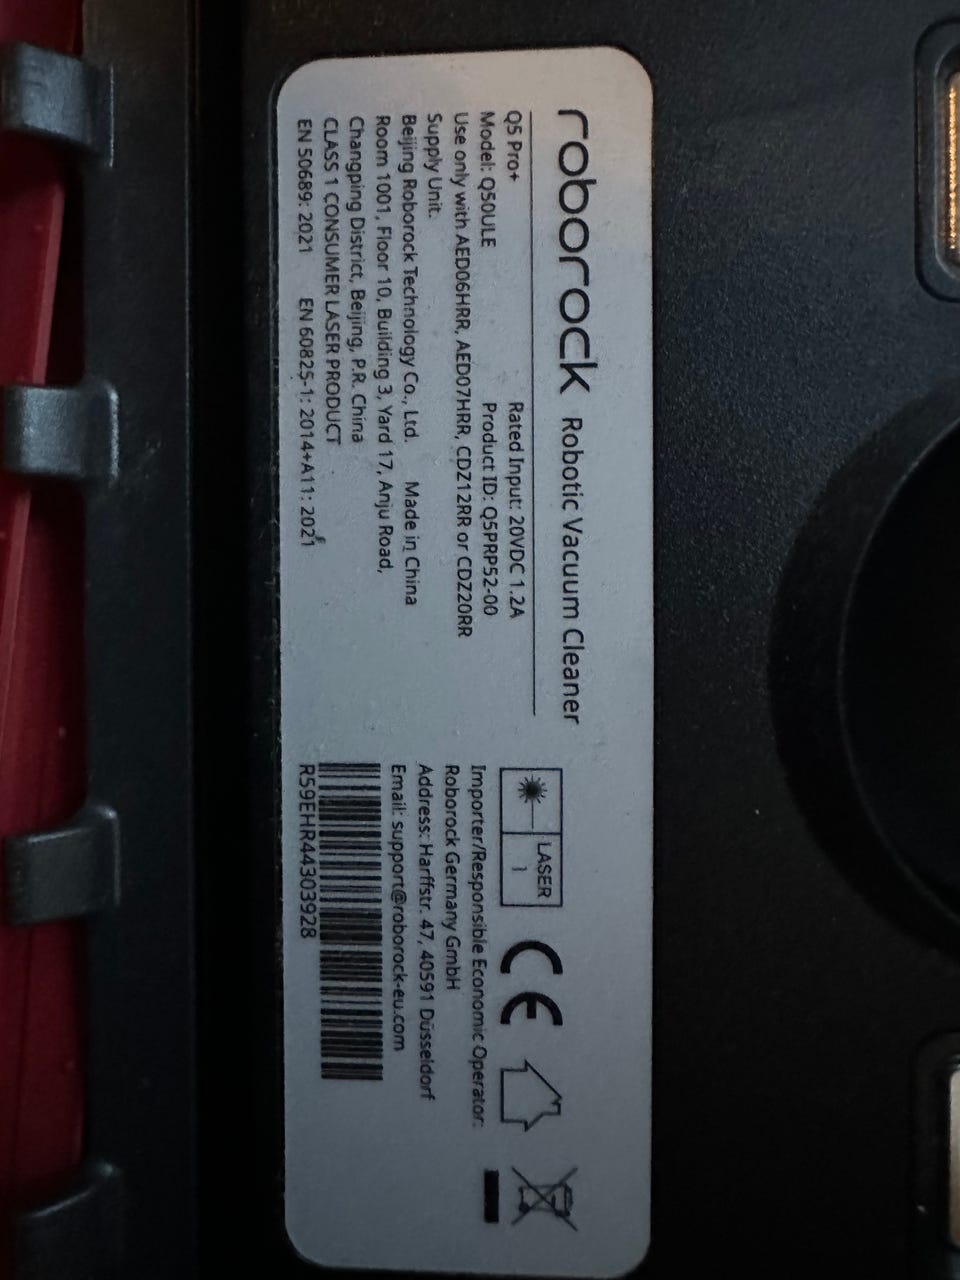 roborock Robotic Vacuum Cleaner
Q5 Pro+ Rated Input: 20VDC 1.2A
Model: Q50ULE Product ID: Q5PRP52-00
Use only with AED06HRR, AED07HRR, CDZ12RR or CDZ20RR
Supply Unit.
Beijing Roborock Technology Co., Ltd. Made in China
Room 1001, Floor 10, Building 3, Yard 17, Anju Road,
Changping District, Beijing, P.R. China
CLASS 1 CONSUMER LASER PRODUCT
EN 50689: 2021 EN 60825-1: 2014+A11: 2021
LASER
1
CE
Importer/Responsible Economic Operator:
Roborock Germany GmbH
Address: Harffstr. 47, 40591 Düsseldorf
Email: support@roborock-eu.com
R59EHR44303928